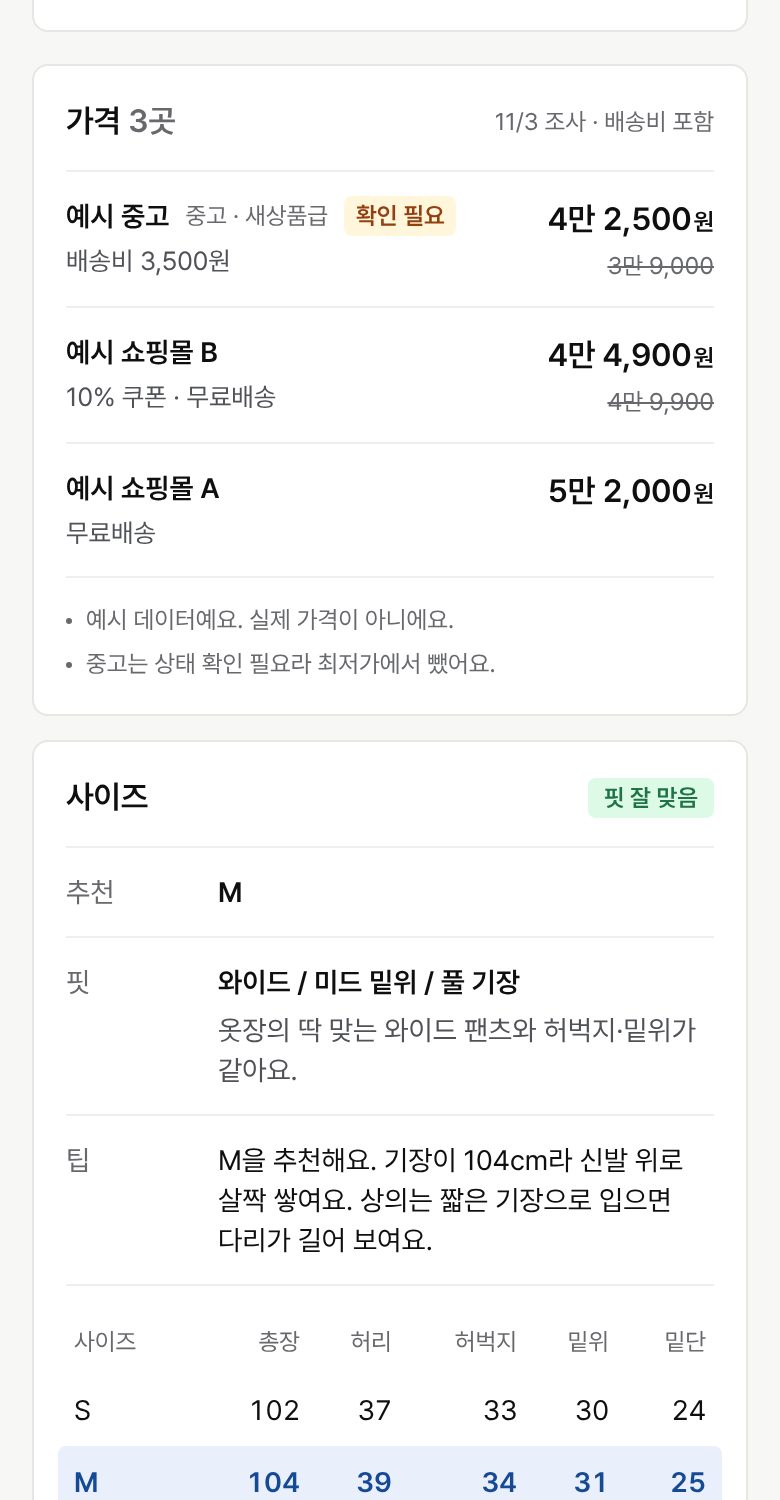 가격 3곳
11/3 조사 · 배송비 포함
예시 중고 중고 · 새상품급 확인 필요
4만 2,500원
배송비 3,500원
3만 9,000
예시 쇼핑몰 B
4만 4,900원
10% 쿠폰 · 무료배송
4만 9,900
예시 쇼핑몰 A
5만 2,000원
무료배송
• 예시 데이터예요. 실제 가격이 아니에요.
• 중고는 상태 확인 필요라 최저가에서 뺐어요.
사이즈
핏 잘 맞음
추천 M
핏 와이드 / 미드 밑위 / 풀 기장
옷장의 딱 맞는 와이드 팬츠와 허벅지·밑위가
같아요.
팁 M을 추천해요. 기장이 104cm라 신발 위로
살짝 쌓여요. 상의는 짧은 기장으로 입으면
다리가 길어 보여요.
사이즈 총장 허리 허벅지 밑위 밑단
S 102 37 33 30 24
M 104 39 34 31 25